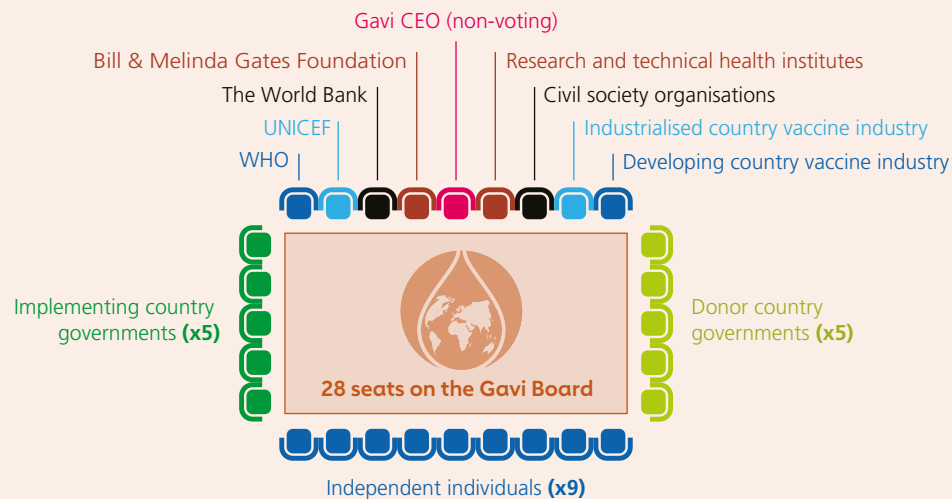 Gavi CEO (non-voting)
Bill & Melinda Gates Foundation
Research and technical health institutes
The World Bank
Civil society organisations
UNICEF
Industrialised country vaccine industry
WHO
Developing country vaccine industry
Implementing country
governments (x5)
Donor country
governments (x5)
28 seats on the Gavi Board
Independent individuals (x9)